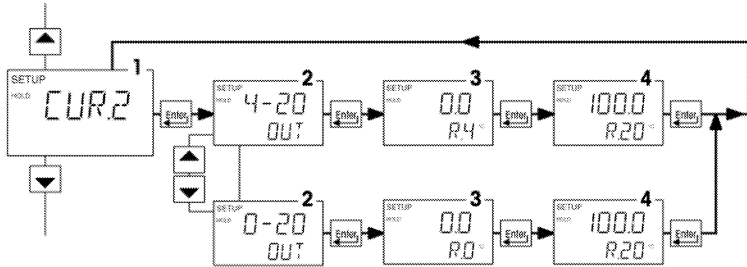 1
SETUP
HOLD
CUR.2
Enter
2
SETUP
HOLD
4-20
OUT
Enter
3
SETUP
HOLD
0.0
R.4 °C
Enter
4
SETUP
HOLD
100.0
R.20 °C
Enter
2
SETUP
HOLD
0-20
OUT
Enter
3
SETUP
HOLD
0.0
R.0 °C
Enter
4
SETUP
HOLD
100.0
R.20 °C
Enter